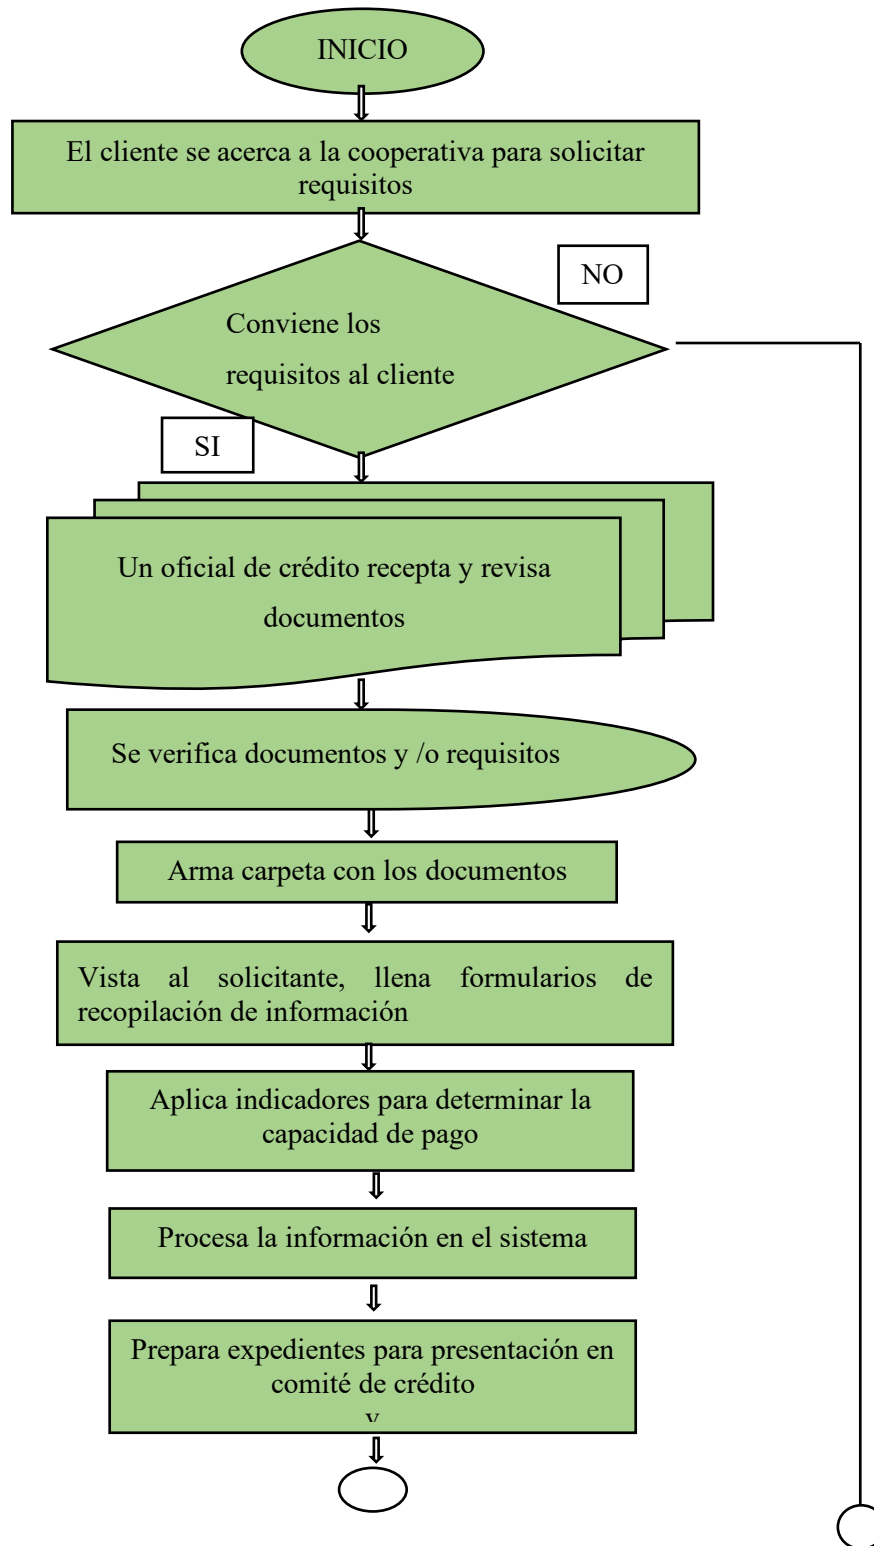 INICIO
El cliente se acerca a la cooperativa para solicitar
requisitos
NO
Conviene los
requisitos al cliente
SI
Un oficial de crédito recepta y revisa
documentos
Se verifica documentos y /o requisitos
Arma carpeta con los documentos
Vista al solicitante, llena formularios de
recopilación de información
Aplica indicadores para determinar la
capacidad de pago
Procesa la información en el sistema
Prepara expedientes para presentación en
comité de crédito